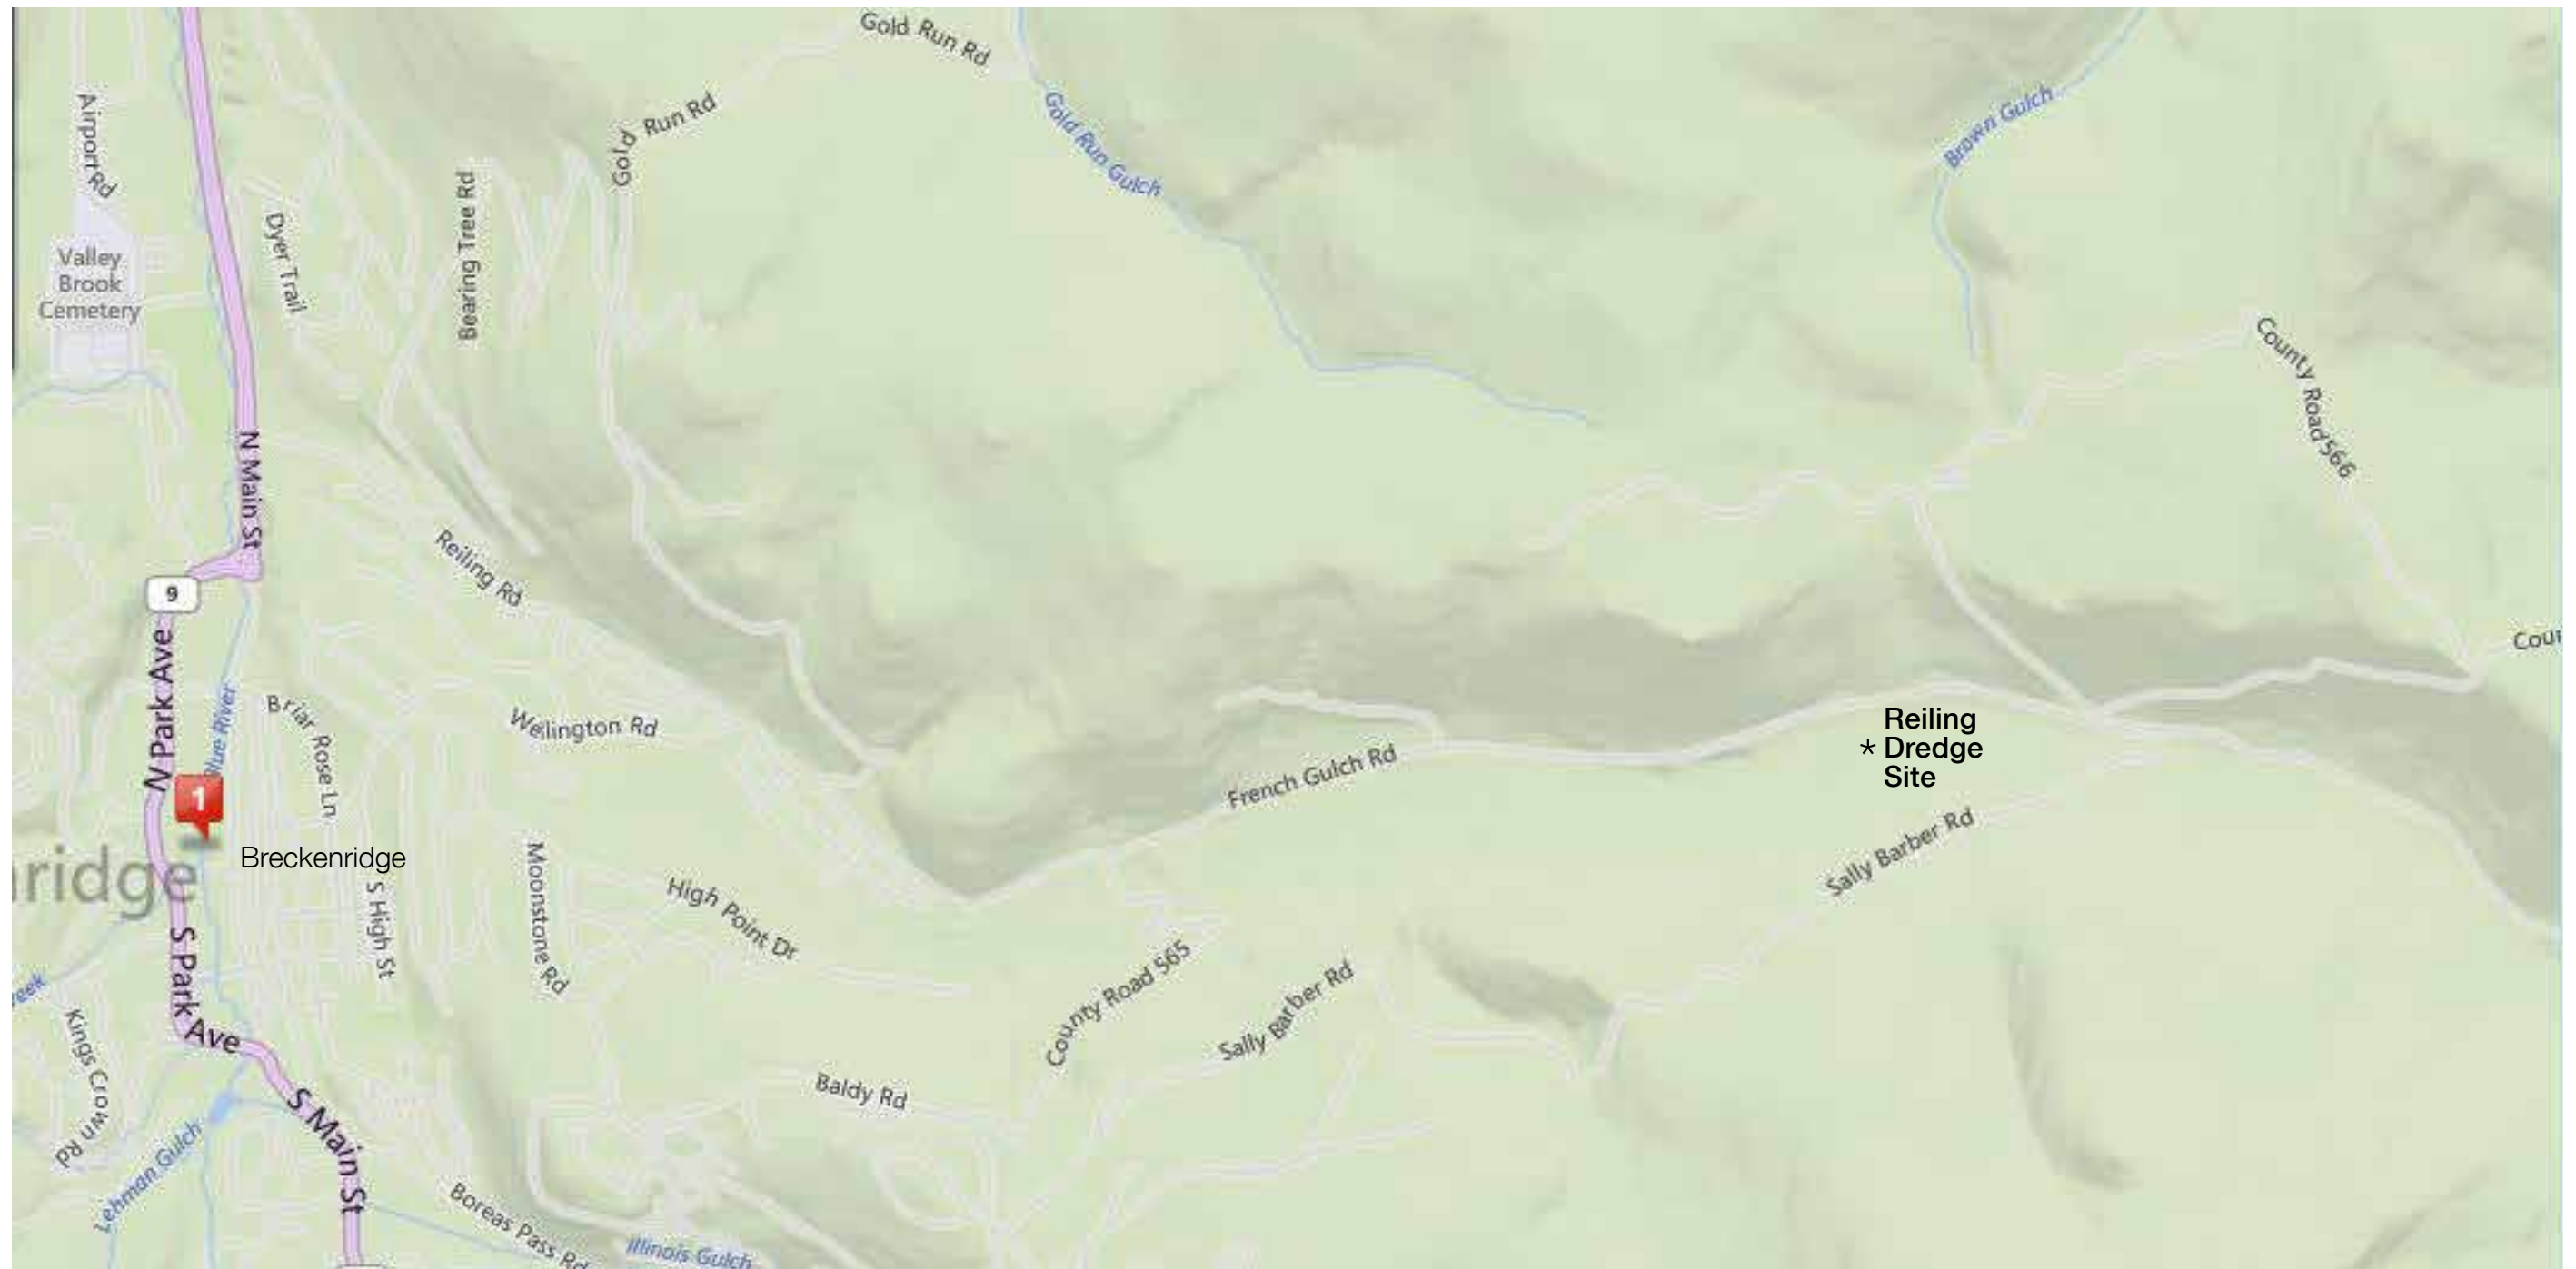 Gold Run Rd
Gold Run Rd
Airport Rd
Gold Run Gulch
Brown Gulch
Bearing Tree Rd
Dyer Trail
Valley
Brook
Cemetery
County Road 566
N Main St
Reiling Rd
9
N Park Ave
Blue River
Briar Rose Ln
Wellington Rd
Coun
French Gulch Rd
Reiling
* Dredge
Site
1
Breckenridge
nridge
Sally Barber Rd
S High St
Moonstone Rd
High Point Dr
S Park Ave
County Road 565
Sally Barber Rd
reek
Kings Crown Rd
Baldy Rd
S Main St
Lehman Gulch
Boreas Pass Rd
Illinois Gulch